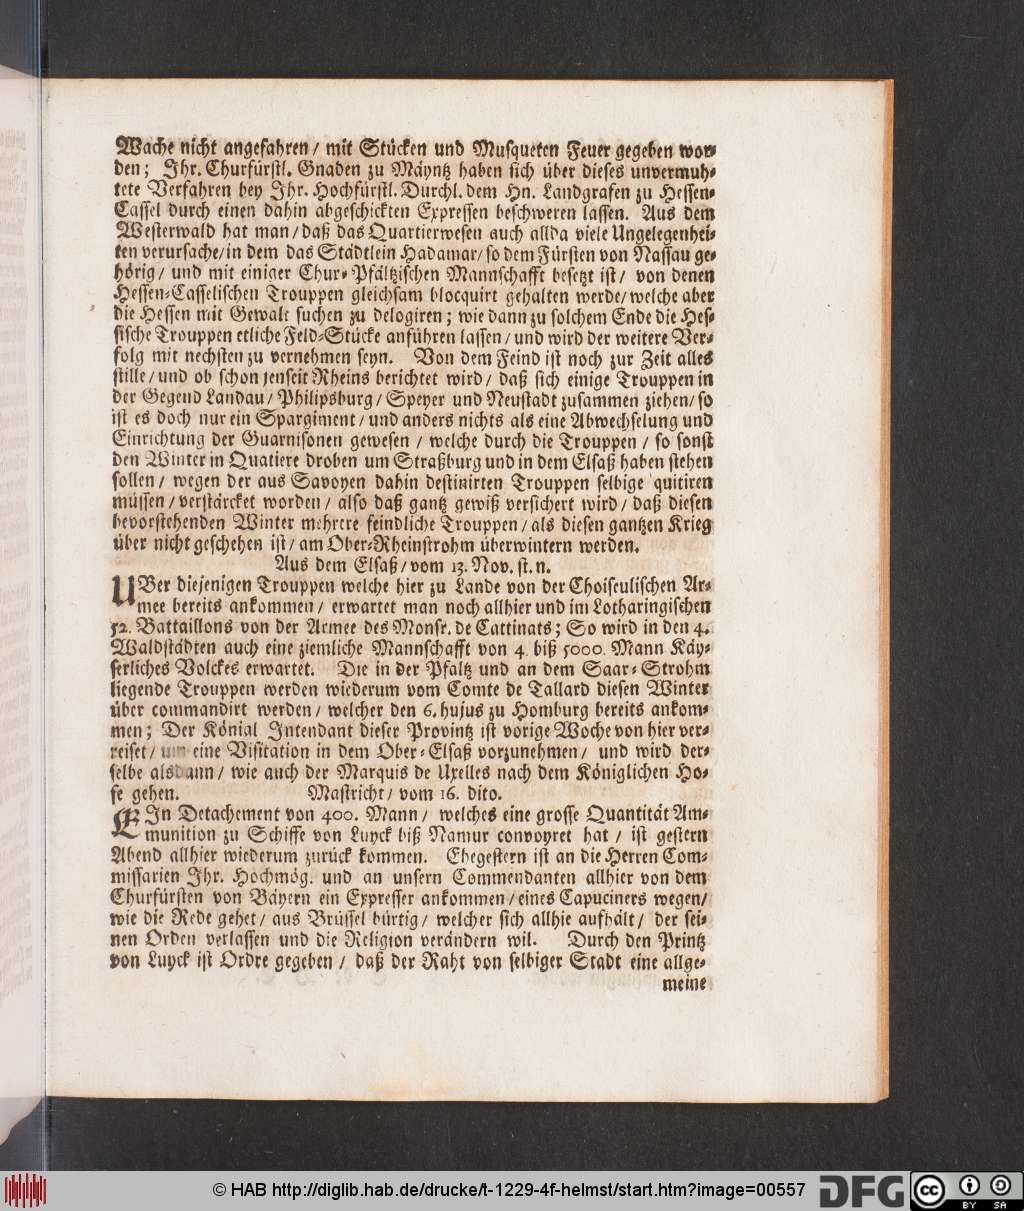 Wache nicht angefahren / mit Stücken und Musqueten Feuer gegeben wor-
den; Ihr. Churfürstl. Gnaden zu Mäyntz haben sich über dieses unvermuh-
tete Verfahren bey Ihr. Hochfürstl. Durchl. dem Hn. Landgrafen zu Hessen-
Cassel durch einen dahin abgeschickten Expressen beschweren lassen. Aus dem
Westerwald hat man / daß das Quartierwesen auch allda viele Ungelegenhei-
ten verursache / in dem das Städtlein Hadamar / so dem Fürsten von Nassau ge-
hörig / und mit einiger Chur-Pfältzischen Mannschafft besetzt ist / von denen
Hessen-Casselischen Trouppen gleichsam blocquirt gehalten werde / welche aber
die Hessen mit Gewalt suchen zu delogiren; wie dann zu solchem Ende die Hes-
sische Trouppen etliche Feld-Stücke anführen lassen / und wird der weitere Ver-
folg mit nechsten zu vernehmen seyn. Von dem Feind ist noch zur Zeit alles
stille / und ob schon jenseit Rheins berichtet wird / daß sich einige Trouppen in
der Gegend Landau / Philipsburg / Speyer und Neustadt zusammen ziehen / so
ist es doch nur ein Spargiment / und anders nichts als eine Abwechselung und
Einrichtung der Guarnisonen gewesen / welche durch die Trouppen / so sonst
den Winter in Quatiere droben um Straßburg und in dem Elsaß haben stehen
sollen / wegen der aus Savoyen dahin destinirten Trouppen selbige quitiren
müssen / verstärcket worden / also daß gantz gewiß versichert wird / daß diesen
bevorstehenden Winter mehrere feindliche Trouppen / als diesen gantzen Krieg
über nicht geschehen ist / am Ober-Rheinstrohm überwintern werden.
Aus dem Elsaß / vom 13. Nov. st. n.
UBer diejenigen Trouppen welche hier zu Lande von der Choiseulischen Ar-
mee bereits ankommen / erwartet man noch allhier und im Lotharingischen
52. Battaillons von der Armee des Monsr. de Cattinats; So wird in den 4.
Waldstädten auch eine ziemliche Mannschafft von 4. biß 5000. Mann Käy-
serliches Volckes erwartet. Die in der Pfaltz und an dem Saar-Strohm
liegende Trouppen werden wiederum vom Comte de Tallard diesen Winter
über commandirt werden / welcher den 6. hujus zu Homburg bereits ankom-
men; Der Königl Intendant dieser Provintz ist vorige Woche von hier ver-
reiset / um eine Visitation in dem Ober-Elsaß vorzunehmen / und wird der-
selbe alsdann / wie auch der Marquis de Uxelles nach dem Königlichen Ho-
fe gehen. Mastricht / vom 16. dito.
EIn Detachement von 400. Mann / welches eine grosse Quantität Am-
munition zu Schiffe von Luyck biß Namur convoyret hat / ist gestern
Abend allhier wiederum zurück kommen. Ehegestern ist an die Herren Com-
missarien Ihr. Hochmög. und an unsern Commendanten allhier von dem
Churfürsten von Bäyern ein Expresser ankommen / eines Capuciners wegen /
wie die Rede gehet / aus Brüssel bürtig / welcher sich allhie aufhält / der sei-
nen Orden verlassen und die Religion verändern wil. Durch den Printz
von Luyck ist Ordre gegeben / daß der Raht von selbiger Stadt eine allge-
meine
© HAB http://diglib.hab.de/drucke/t-1229-4f-helmst/start.htm?image=00557
DFG
cc
BY SA